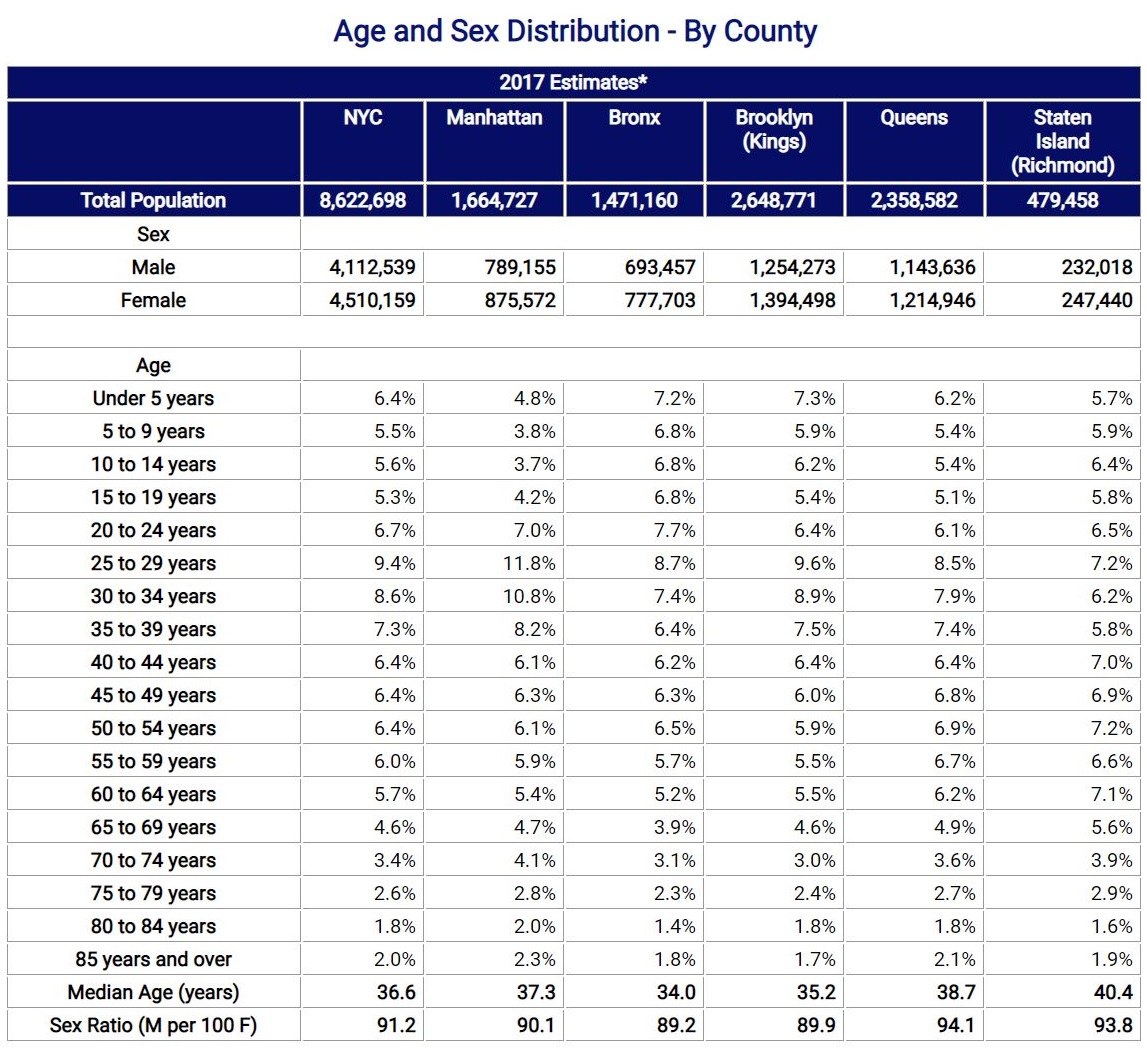 Age and Sex Distribution - By County
2017 Estimates*
NYC Manhattan Bronx Brooklyn (Kings) Queens Staten Island (Richmond)
Total Population 8,622,698 1,664,727 1,471,160 2,648,771 2,358,582 479,458
Sex
Male 4,112,539 789,155 693,457 1,254,273 1,143,636 232,018
Female 4,510,159 875,572 777,703 1,394,498 1,214,946 247,440
Age
Under 5 years 6.4% 4.8% 7.2% 7.3% 6.2% 5.7%
5 to 9 years 5.5% 3.8% 6.8% 5.9% 5.4% 5.9%
10 to 14 years 5.6% 3.7% 6.8% 6.2% 5.4% 6.4%
15 to 19 years 5.3% 4.2% 6.8% 5.4% 5.1% 5.8%
20 to 24 years 6.7% 7.0% 7.7% 6.4% 6.1% 6.5%
25 to 29 years 9.4% 11.8% 8.7% 9.6% 8.5% 7.2%
30 to 34 years 8.6% 10.8% 7.4% 8.9% 7.9% 6.2%
35 to 39 years 7.3% 8.2% 6.4% 7.5% 7.4% 5.8%
40 to 44 years 6.4% 6.1% 6.2% 6.4% 6.4% 7.0%
45 to 49 years 6.4% 6.3% 6.3% 6.0% 6.8% 6.9%
50 to 54 years 6.4% 6.1% 6.5% 5.9% 6.9% 7.2%
55 to 59 years 6.0% 5.9% 5.7% 5.5% 6.7% 6.6%
60 to 64 years 5.7% 5.4% 5.2% 5.5% 6.2% 7.1%
65 to 69 years 4.6% 4.7% 3.9% 4.6% 4.9% 5.6%
70 to 74 years 3.4% 4.1% 3.1% 3.0% 3.6% 3.9%
75 to 79 years 2.6% 2.8% 2.3% 2.4% 2.7% 2.9%
80 to 84 years 1.8% 2.0% 1.4% 1.8% 1.8% 1.6%
85 years and over 2.0% 2.3% 1.8% 1.7% 2.1% 1.9%
Median Age (years) 36.6 37.3 34.0 35.2 38.7 40.4
Sex Ratio (M per 100 F) 91.2 90.1 89.2 89.9 94.1 93.8